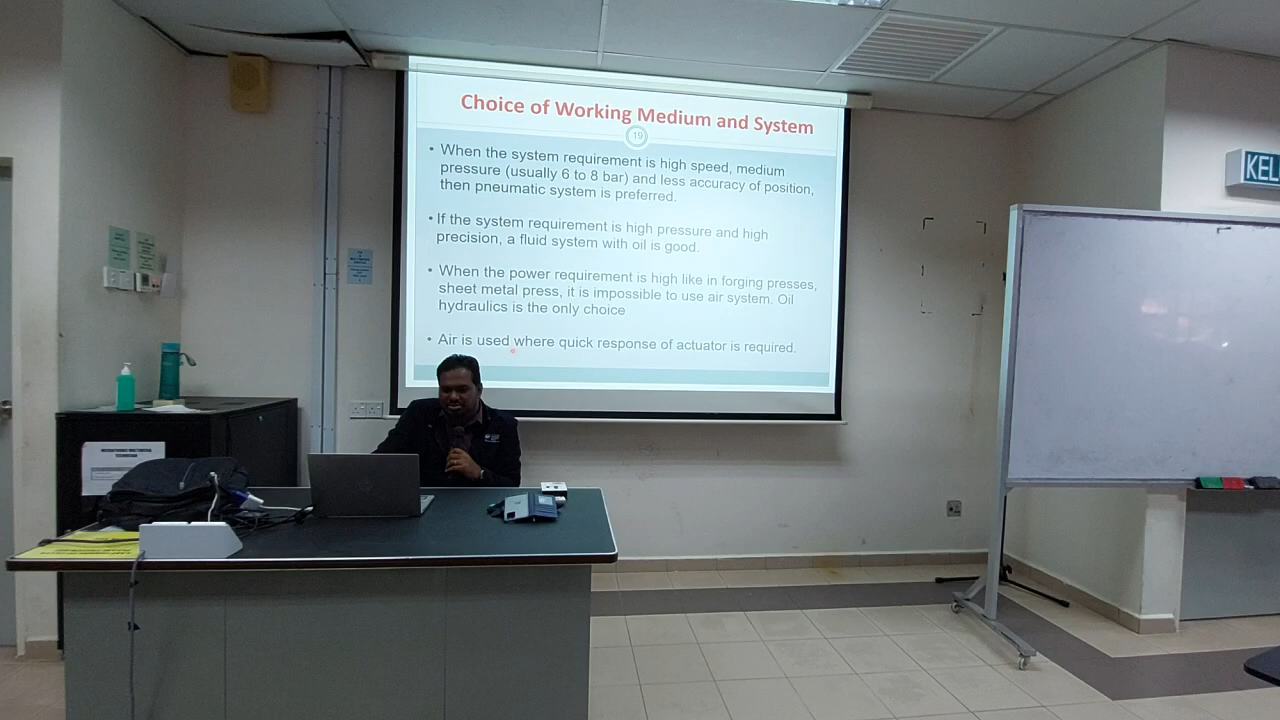 Choice of Working Medium and System
19
• When the system requirement is high speed, medium
pressure (usually 6 to 8 bar) and less accuracy of position,
then pneumatic system is preferred.
• If the system requirement is high pressure and high
precision, a fluid system with oil is good.
• When the power requirement is high like in forging presses,
sheet metal press, it is impossible to use air system. Oil
hydraulics is the only choice
• Air is used where quick response of actuator is required.
KEL